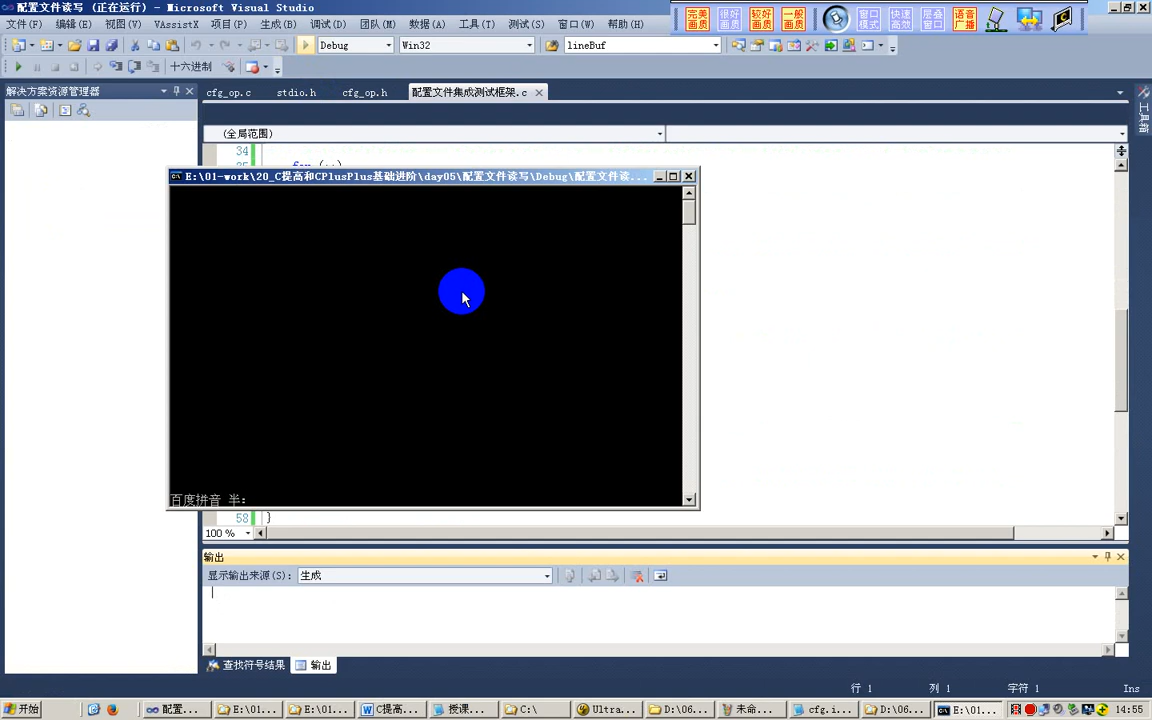 配置文件读写 (正在运行) - Microsoft Visual Studio
文件(F) 编辑(E) 视图(V) VAssistX 项目(P) 生成(B) 调试(D) 团队(M) 数据(A) 工具(T) 测试(S) 窗口(W) 帮助(H)
完美画质 很好画质 较好画质 一般画质 窗口模式 快速高效 层叠窗口 语音广播
Debug Win32 lineBuf
十六进制
解决方案资源管理器
cfg_op.c stdio.h cfg_op.h 配置文件集成测试框架.c
工具箱
(全局范围)
34
E:\01-work\20_C提高和CPlusPlus基础进阶\day05\配置文件读写\Debug\配置文件读...
百度拼音 半:
58 }
100 %
输出
显示输出来源(S): 生成
查找符号结果 输出
行 1 列 1 字符 1 Ins
开始 配置... E:\01... E:\01... C提高... 授课... C:\ Ultra... D:\06... 未命... cfg.i... D:\06... E:\01... 14:55